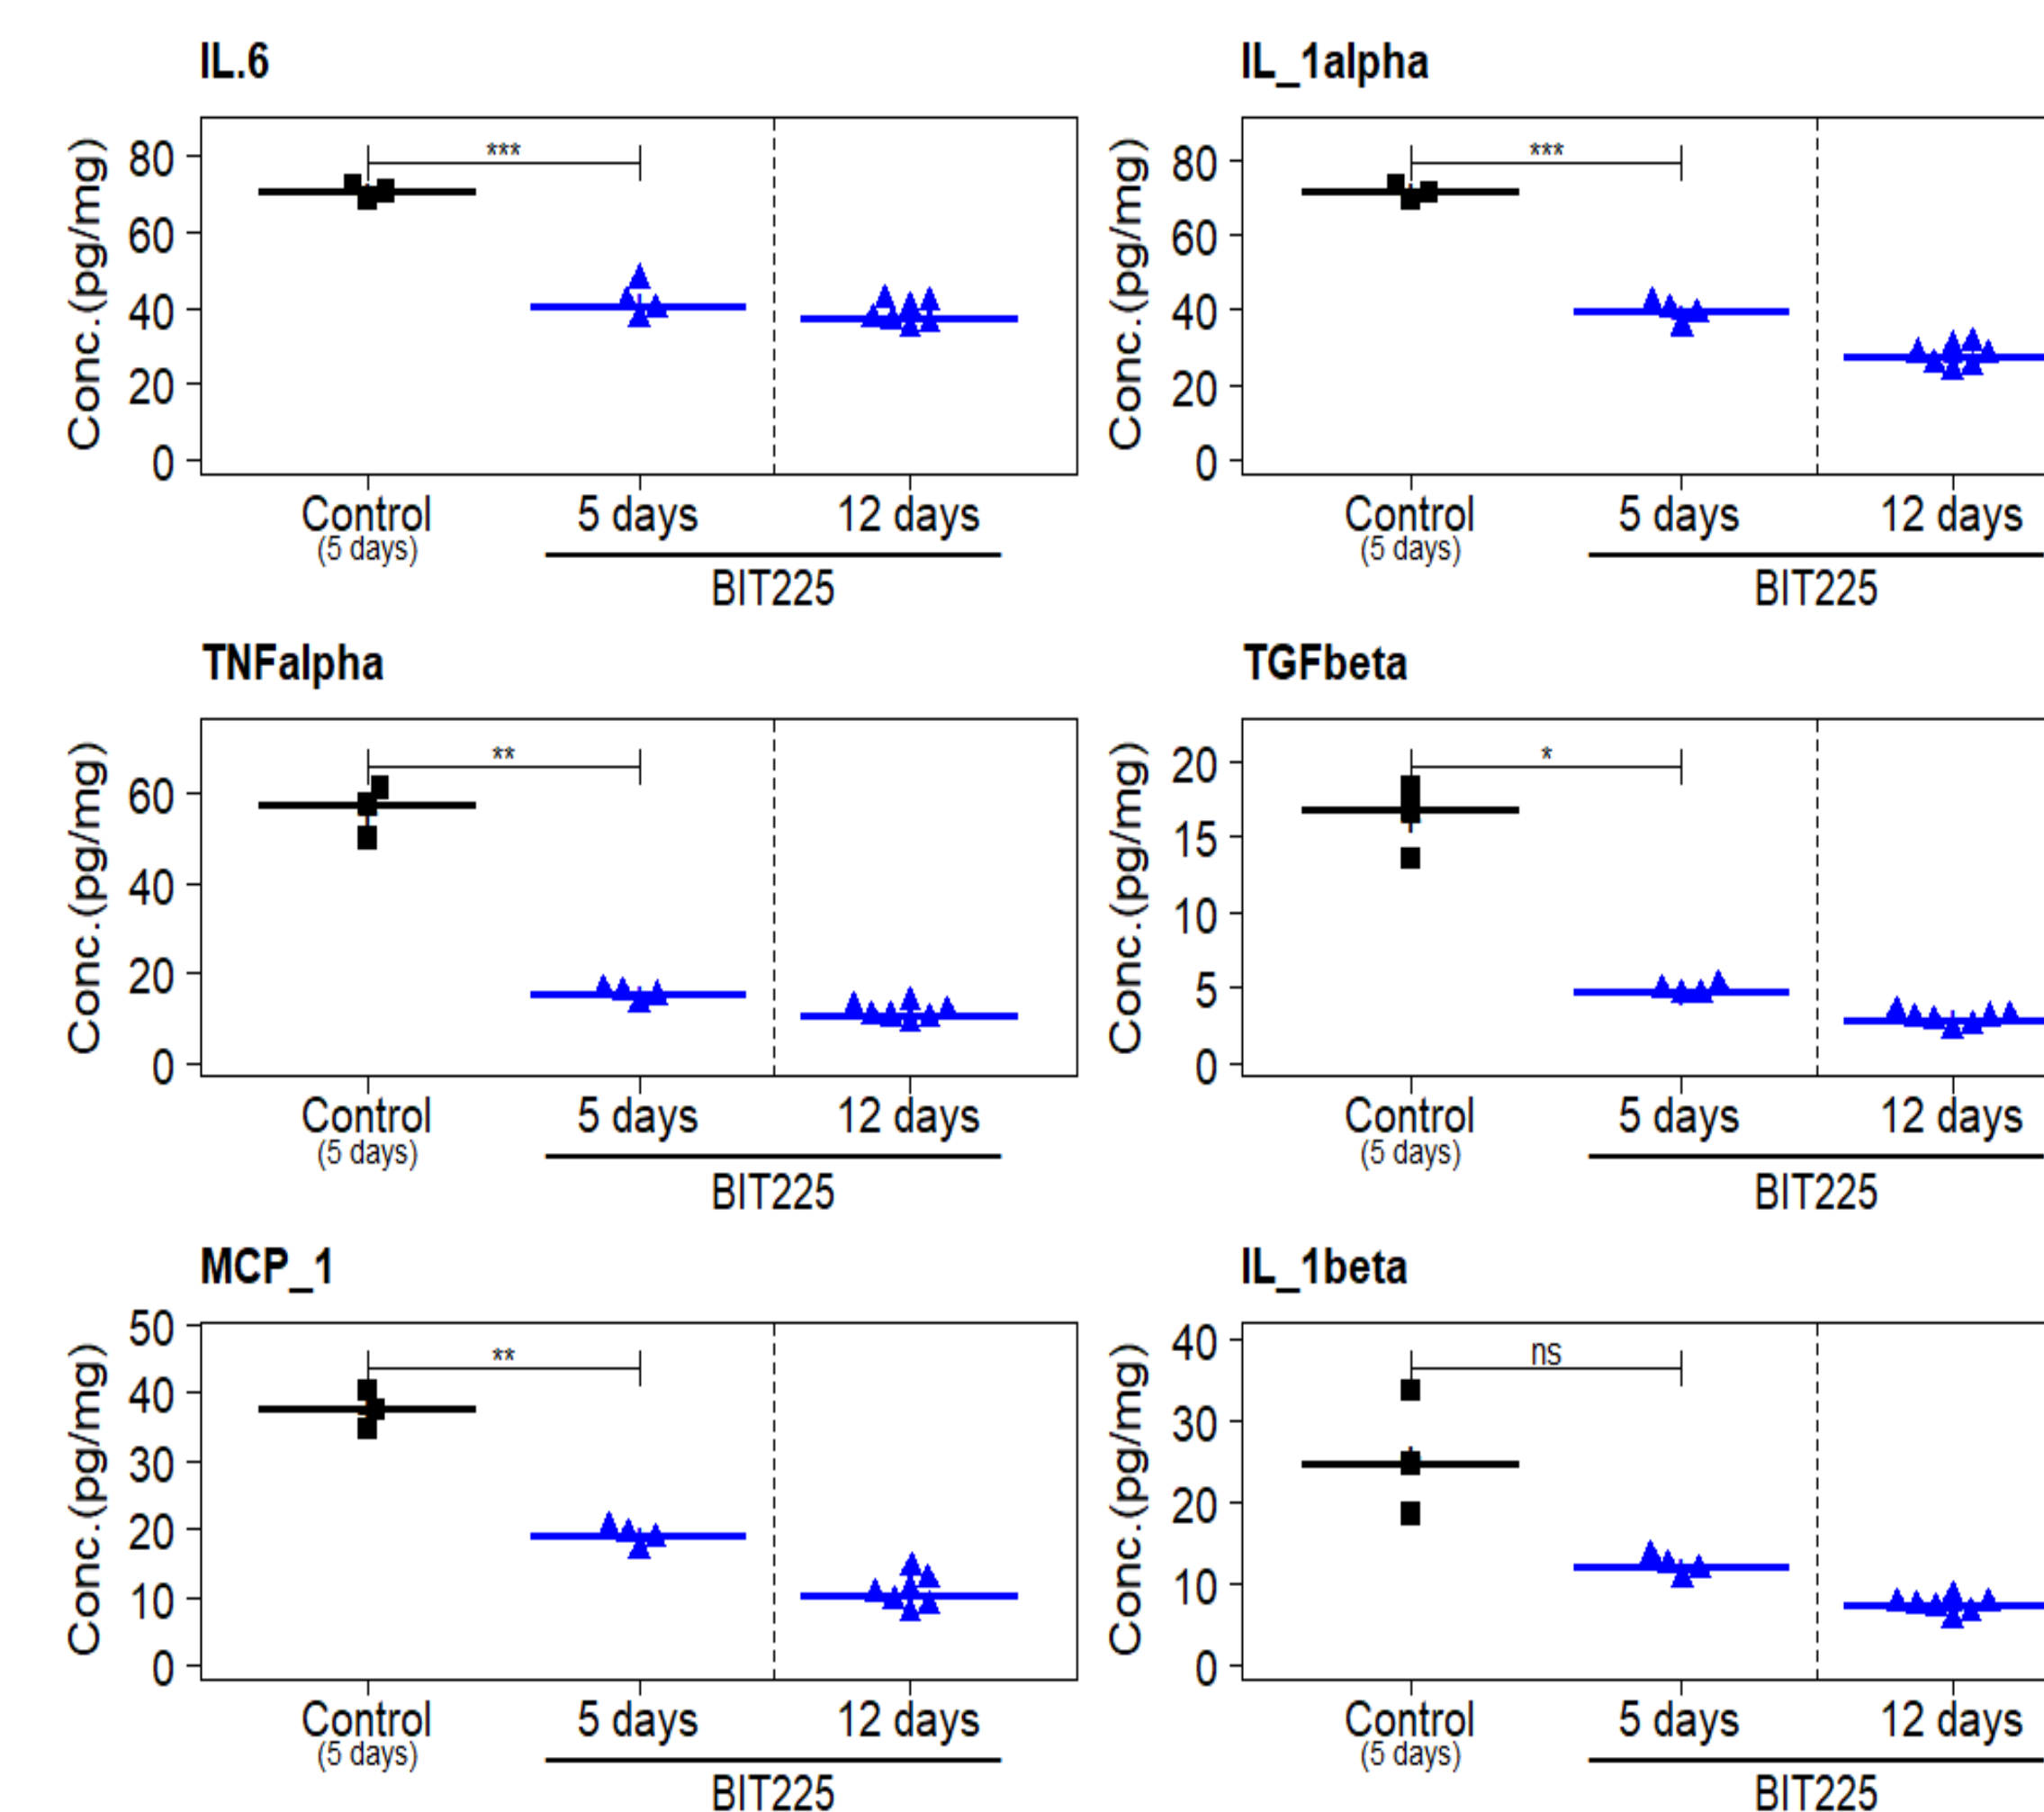 IL.6
Conc.(pg/mg)
80
60
40
20
0
***
Control
(5 days)
5 days
12 days
BIT225
IL_1alpha
Conc.(pg/mg)
80
60
40
20
0
***
Control
(5 days)
5 days
12 days
BIT225
TNFalpha
Conc.(pg/mg)
60
40
20
0
**
Control
(5 days)
5 days
12 days
BIT225
TGFbeta
Conc.(pg/mg)
20
15
10
5
0
*
Control
(5 days)
5 days
12 days
BIT225
MCP_1
Conc.(pg/mg)
50
40
30
20
10
0
**
Control
(5 days)
5 days
12 days
BIT225
IL_1beta
Conc.(pg/mg)
40
30
20
10
0
ns
Control
(5 days)
5 days
12 days
BIT225